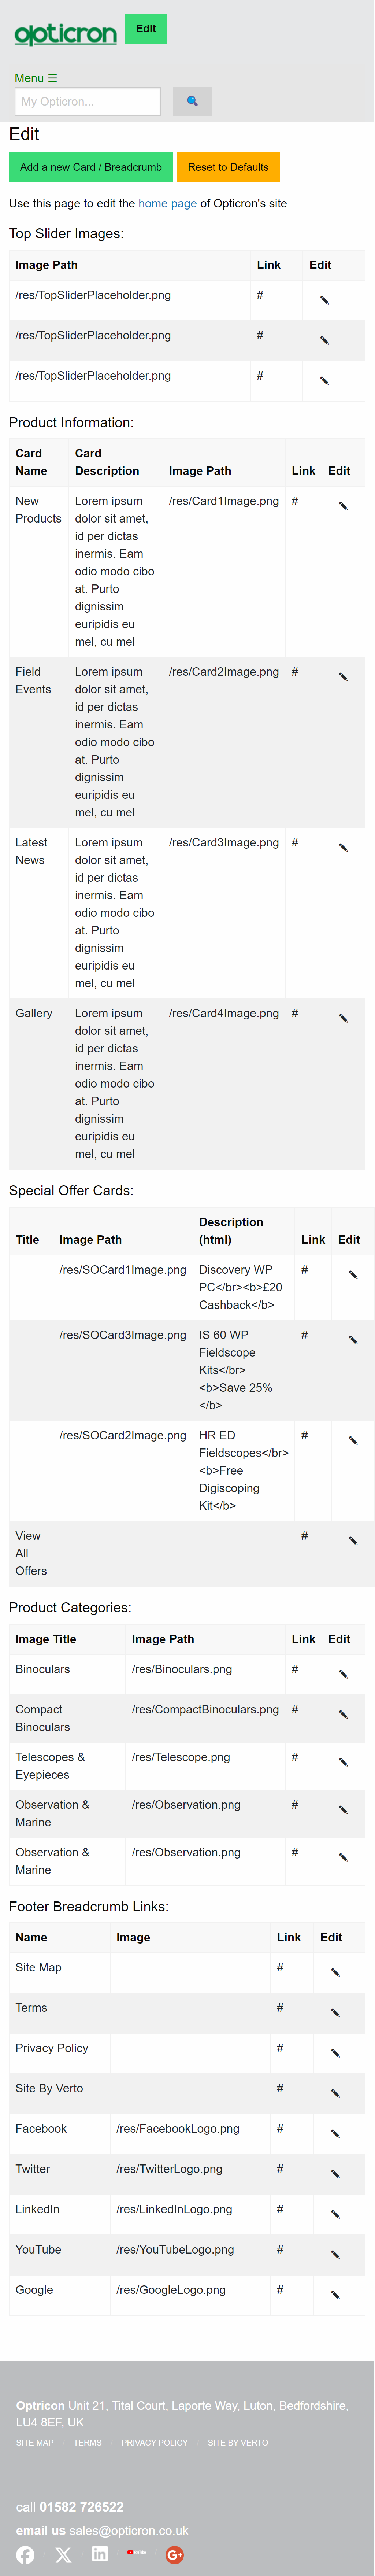 opticron
Edit
Menu ☰
My Opticron...
Edit
Add a new Card / Breadcrumb
Reset to Defaults
Use this page to edit the home page of Opticron's site
Top Slider Images:
Image Path Link Edit
/res/TopSliderPlaceholder.png #
/res/TopSliderPlaceholder.png #
/res/TopSliderPlaceholder.png #
Product Information:
Card Card
Name Description Image Path Link Edit
New Lorem ipsum /res/Card1Image.png #
Products dolor sit amet,
id per dictas
inermis. Eam
odio modo cibo
at. Purto
dignissim
euripidis eu
mel, cu mel
Field Lorem ipsum /res/Card2Image.png #
Events dolor sit amet,
id per dictas
inermis. Eam
odio modo cibo
at. Purto
dignissim
euripidis eu
mel, cu mel
Latest Lorem ipsum /res/Card3Image.png #
News dolor sit amet,
id per dictas
inermis. Eam
odio modo cibo
at. Purto
dignissim
euripidis eu
mel, cu mel
Gallery Lorem ipsum /res/Card4Image.png #
dolor sit amet,
id per dictas
inermis. Eam
odio modo cibo
at. Purto
dignissim
euripidis eu
mel, cu mel
Special Offer Cards:
Description
Title Image Path (html) Link Edit
/res/SOCard1Image.png Discovery WP #
PC</br><b>£20
Cashback</b>
/res/SOCard3Image.png IS 60 WP #
Fieldscope
Kits</br>
<b>Save 25%
</b>
/res/SOCard2Image.png HR ED #
Fieldscopes</br>
<b>Free
Digiscoping
Kit</b>
View #
All
Offers
Product Categories:
Image Title Image Path Link Edit
Binoculars /res/Binoculars.png #
Compact /res/CompactBinoculars.png #
Binoculars
Telescopes & /res/Telescope.png #
Eyepieces
Observation & /res/Observation.png #
Marine
Observation & /res/Observation.png #
Marine
Footer Breadcrumb Links:
Name Image Link Edit
Site Map #
Terms #
Privacy Policy #
Site By Verto #
Facebook /res/FacebookLogo.png #
Twitter /res/TwitterLogo.png #
LinkedIn /res/LinkedInLogo.png #
YouTube /res/YouTubeLogo.png #
Google /res/GoogleLogo.png #
Optricon Unit 21, Tital Court, Laporte Way, Luton, Bedfordshire,
LU4 8EF, UK
SITE MAP TERMS PRIVACY POLICY SITE BY VERTO
call 01582 726522
email us sales@opticron.co.uk